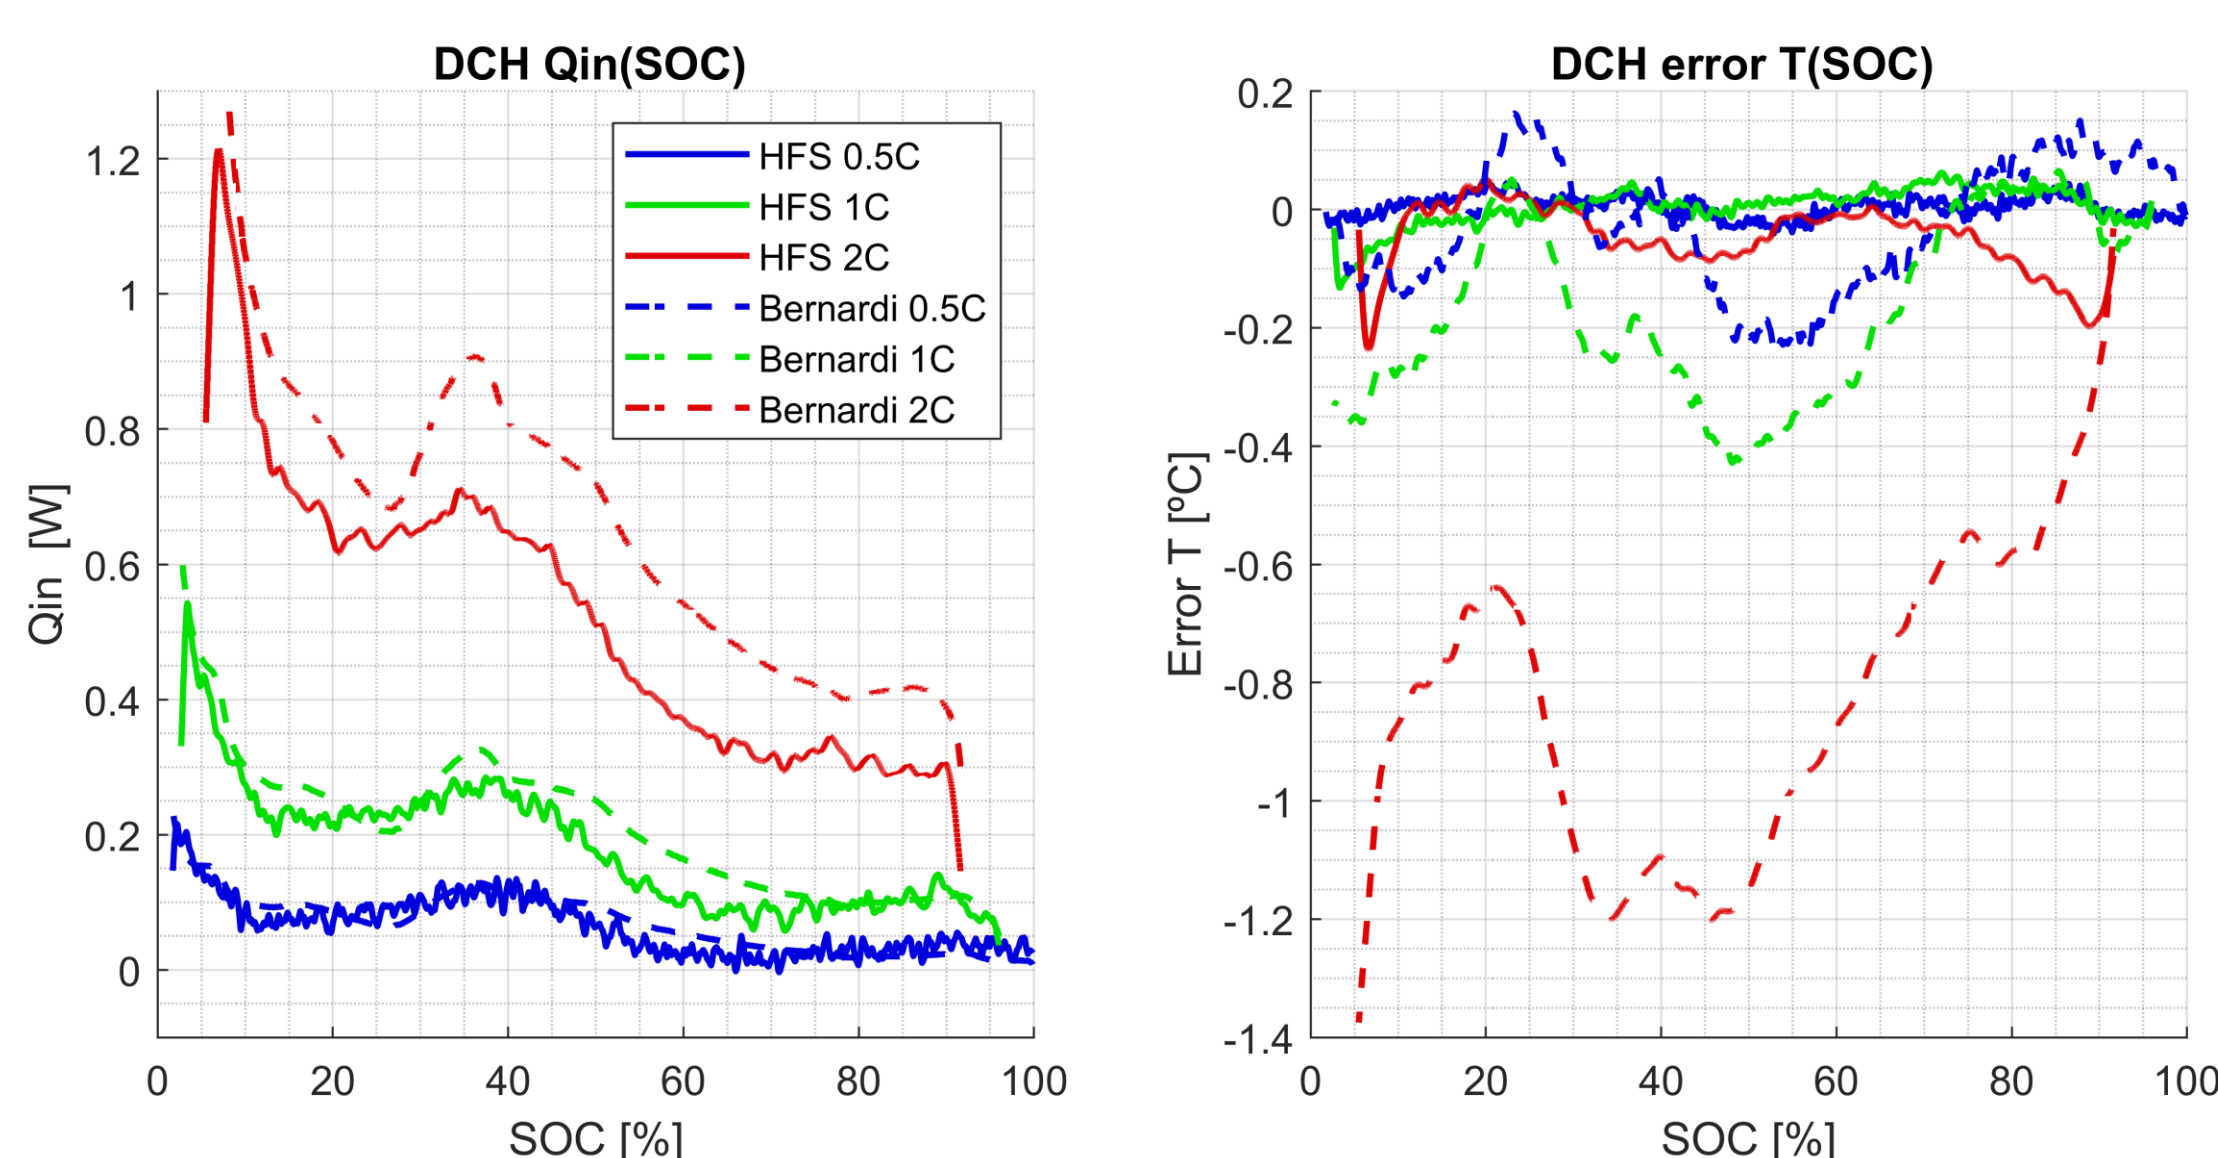 DCH Qin(SOC)
Qin [W]
1.2
1
0.8
0.6
0.4
0.2
0
0 20 40 60 80 100
SOC [%]
HFS 0.5C
HFS 1C
HFS 2C
Bernardi 0.5C
Bernardi 1C
Bernardi 2C
DCH error T(SOC)
Error T [ºC]
0.2
0
-0.2
-0.4
-0.6
-0.8
-1
-1.2
-1.4
0 20 40 60 80 100
SOC [%]